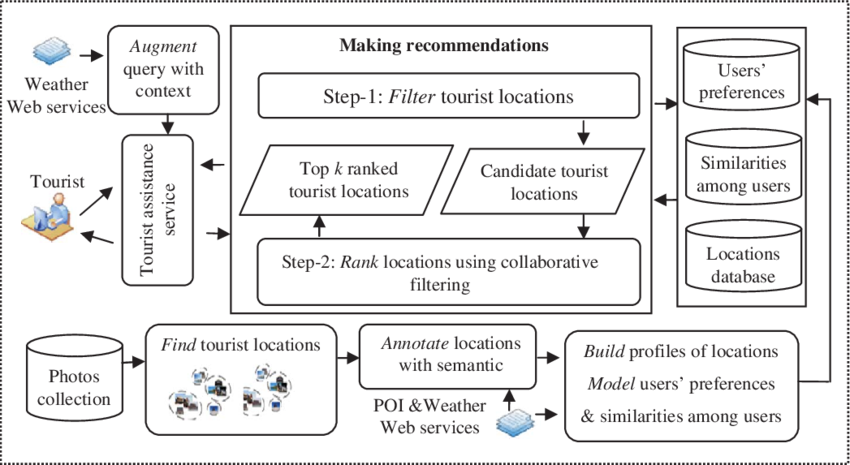 Augment
query with
context
Weather
Web services
Tourist
Tourist assistance
service
Making recommendations
Step-1: Filter tourist locations
Top k ranked
tourist locations
Candidate tourist
locations
Step-2: Rank locations using collaborative
filtering
Users’
preferences
Similarities
among users
Locations
database
Photos
collection
Find tourist locations
Annotate locations
with semantic
POI &Weather
Web services
Build profiles of locations
Model users’ preferences
& similarities among users